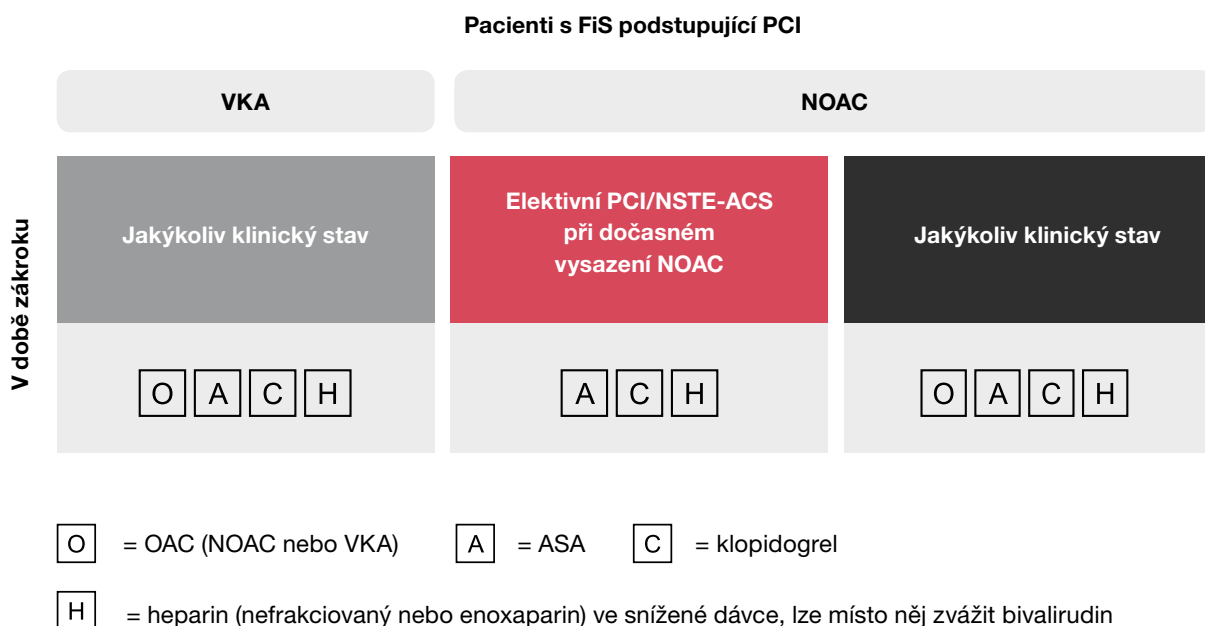 Pacienti s FiS podstupující PCI
VKA
NOAC
V době zákroku
Jakýkoliv klinický stav
Elektivní PCI/NSTE-ACS
při dočasném
vysazení NOAC
Jakýkoliv klinický stav
O A C H
A C H
O A C H
O = OAC (NOAC nebo VKA) A = ASA C = klopidogrel
H = heparin (nefrakciovaný nebo enoxaparin) ve snížené dávce, lze místo něj zvážit bivalirudin